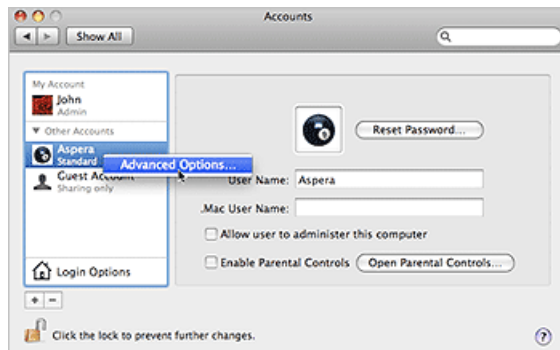 Accounts
Show All
My Account
John
Admin
Other Accounts
Aspera
Standard
Advanced Options...
Guest Account
Sharing only
Login Options
Reset Password...
User Name: Aspera
.Mac User Name:
Allow user to administer this computer
Enable Parental Controls Open Parental Controls...
+ −
Click the lock to prevent further changes.
?